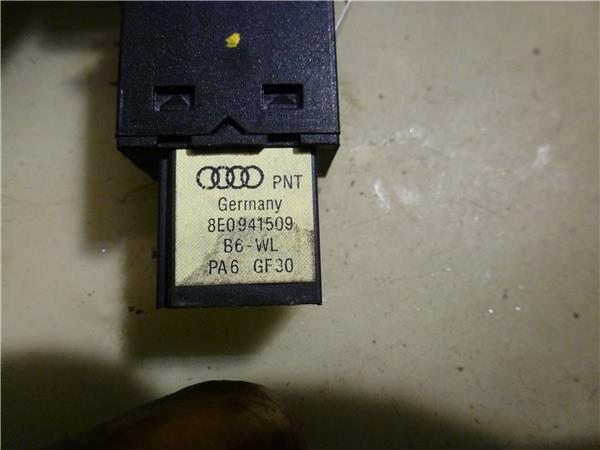 PNT
Germany
8E0941509
B6-WL
PA6 GF30